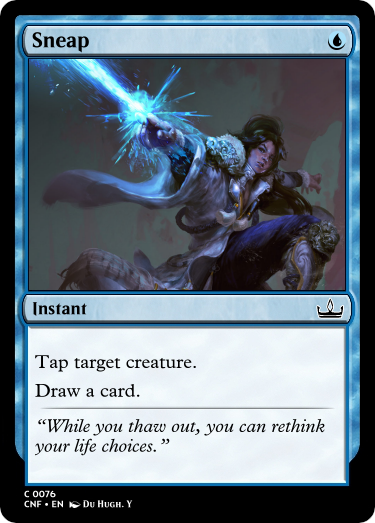 Sneap
Instant
Tap target creature.
Draw a card.
“While you thaw out, you can rethink
your life choices.”
C 0076
CNF • EN Du Hugh. Y